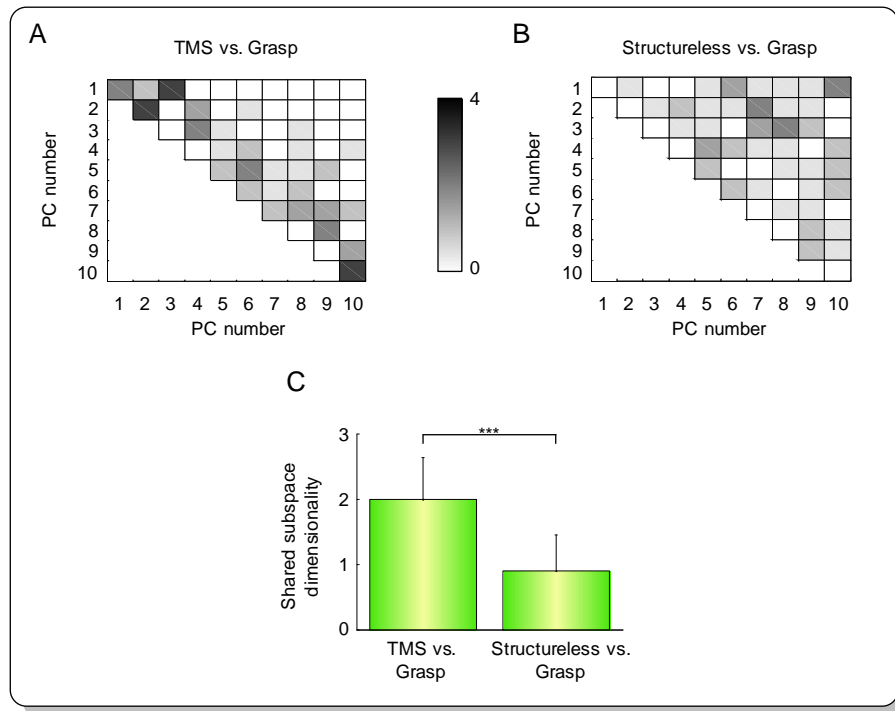 A
TMS vs. Grasp
PC number
1
2
3
4
5
6
7
8
9
10
1 2 3 4 5 6 7 8 9 10
PC number
4
0
B
Structureless vs. Grasp
PC number
1
2
3
4
5
6
7
8
9
10
1 2 3 4 5 6 7 8 9 10
PC number
C
Shared subspace
dimensionality
3
2
1
0
***
TMS vs.
Grasp
Structureless vs.
Grasp